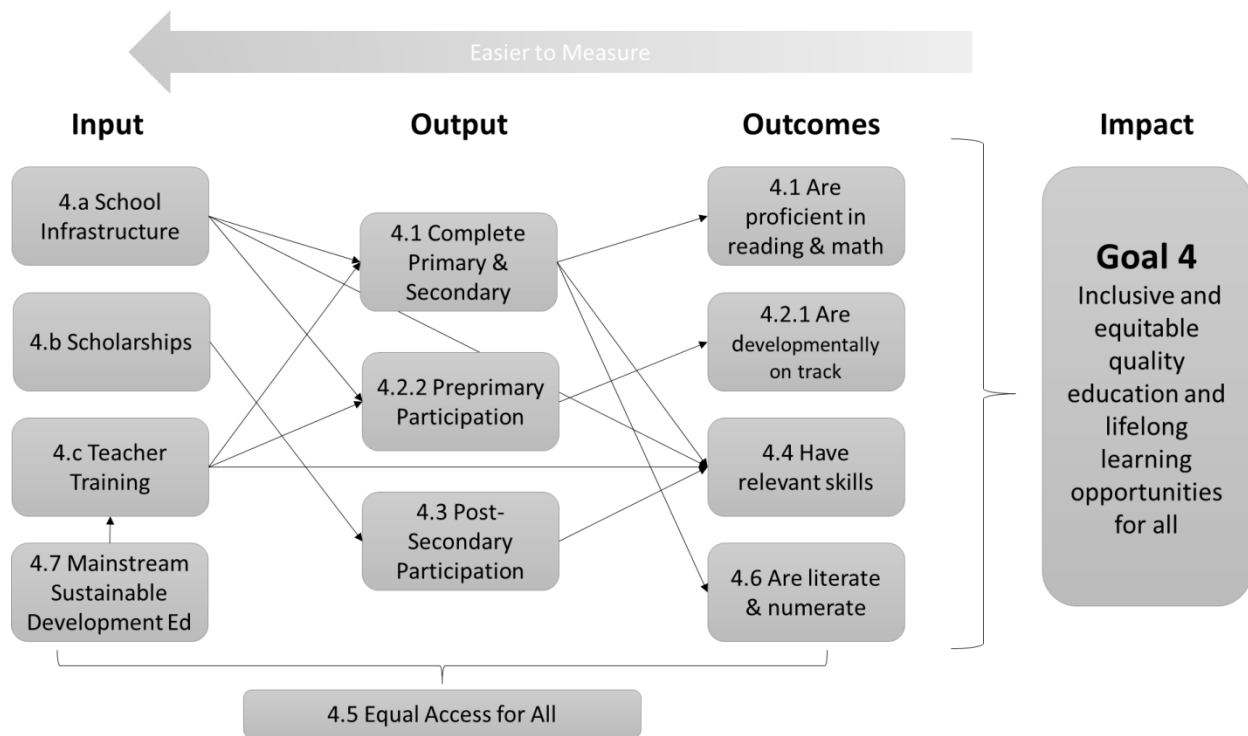 Easier to Measure
Input
Output
Outcomes
Impact
4.a School
Infrastructure
4.b Scholarships
4.c Teacher
Training
4.7 Mainstream
Sustainable
Development Ed
4.1 Complete
Primary &
Secondary
4.2.2 Preprimary
Participation
4.3 Post-
Secondary
Participation
4.1 Are
proficient in
reading & math
4.2.1 Are
developmentally
on track
4.4 Have
relevant skills
4.6 Are literate
& numerate
Goal 4
Inclusive and
equitable
quality
education and
lifelong
learning
opportunities
for all
4.5 Equal Access for All